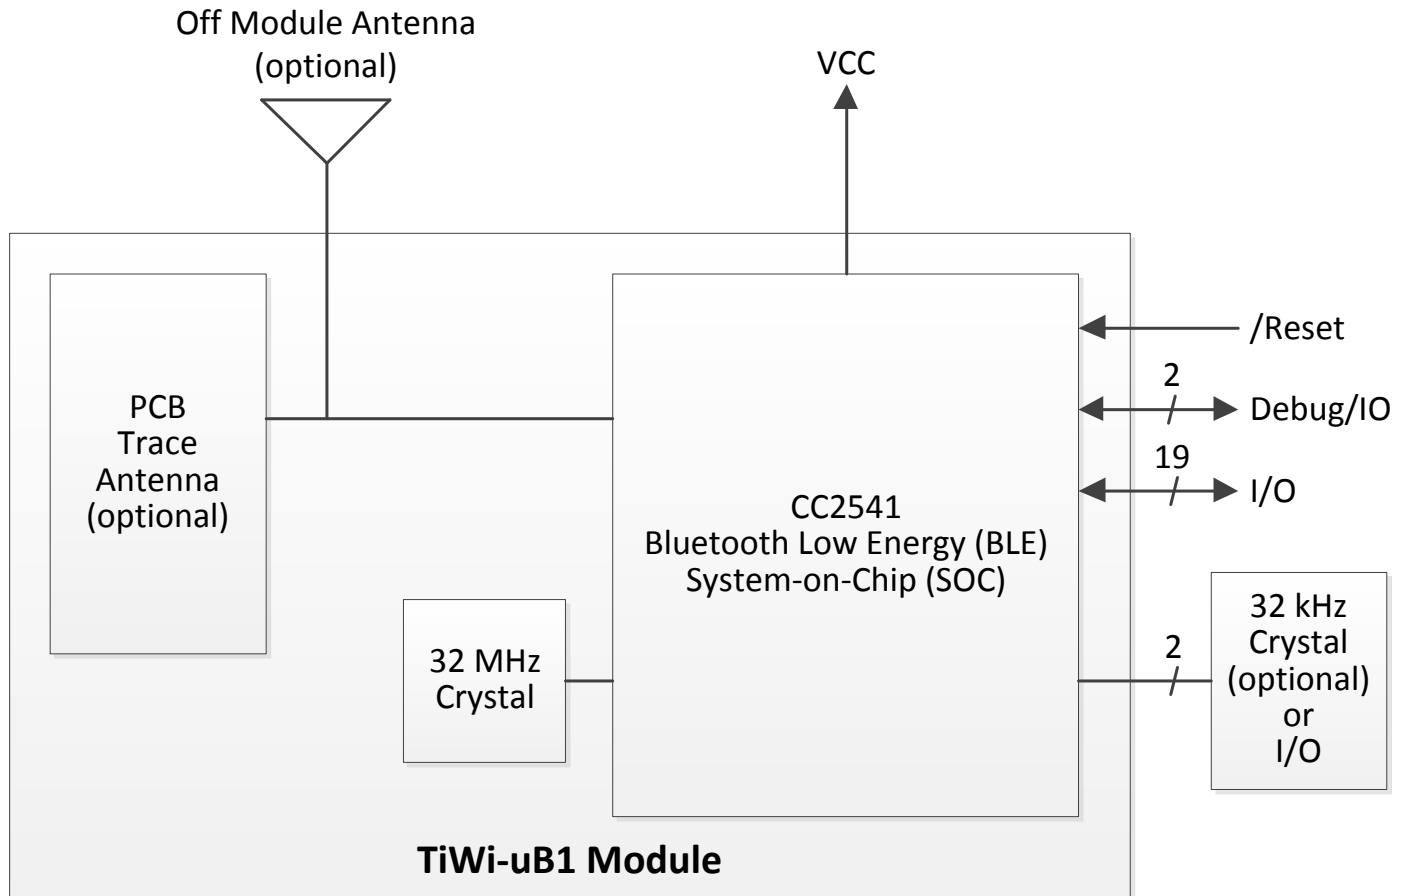 Off Module Antenna
(optional)
VCC
/Reset
2
Debug/IO
19
I/O
PCB
Trace
Antenna
(optional)
CC2541
Bluetooth Low Energy (BLE)
System-on-Chip (SOC)
32 MHz
Crystal
2
32 kHz
Crystal
(optional)
or
I/O
TiWi-uB1 Module